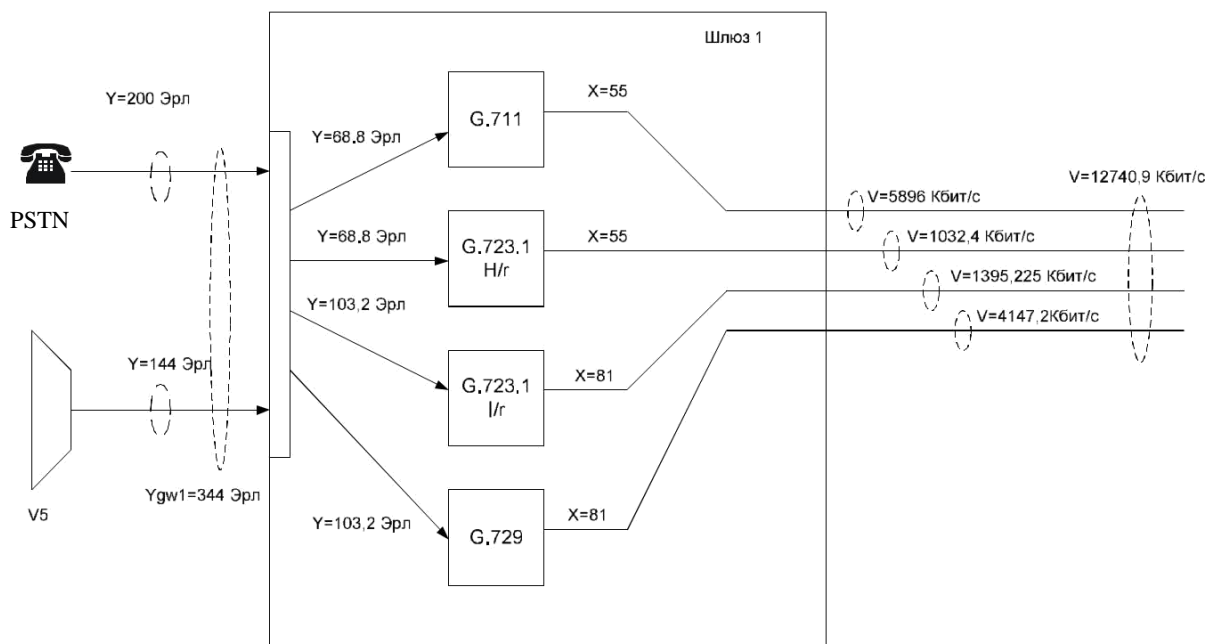 Шлюз 1
Y=200 Эрл
PSTN
Y=144 Эрл
Ygw1=344 Эрл
V5
Y=68.8 Эрл
G.711
X=55
Y=68.8 Эрл
G.723.1
H/r
X=55
Y=103,2 Эрл
G.723.1
l/r
X=81
Y=103,2 Эрл
G.729
X=81
V=5896 Кбит/с
V=1032,4 Кбит/с
V=1395,225 Кбит/с
V=4147,2Кбит/с
V=12740,9 Кбит/с